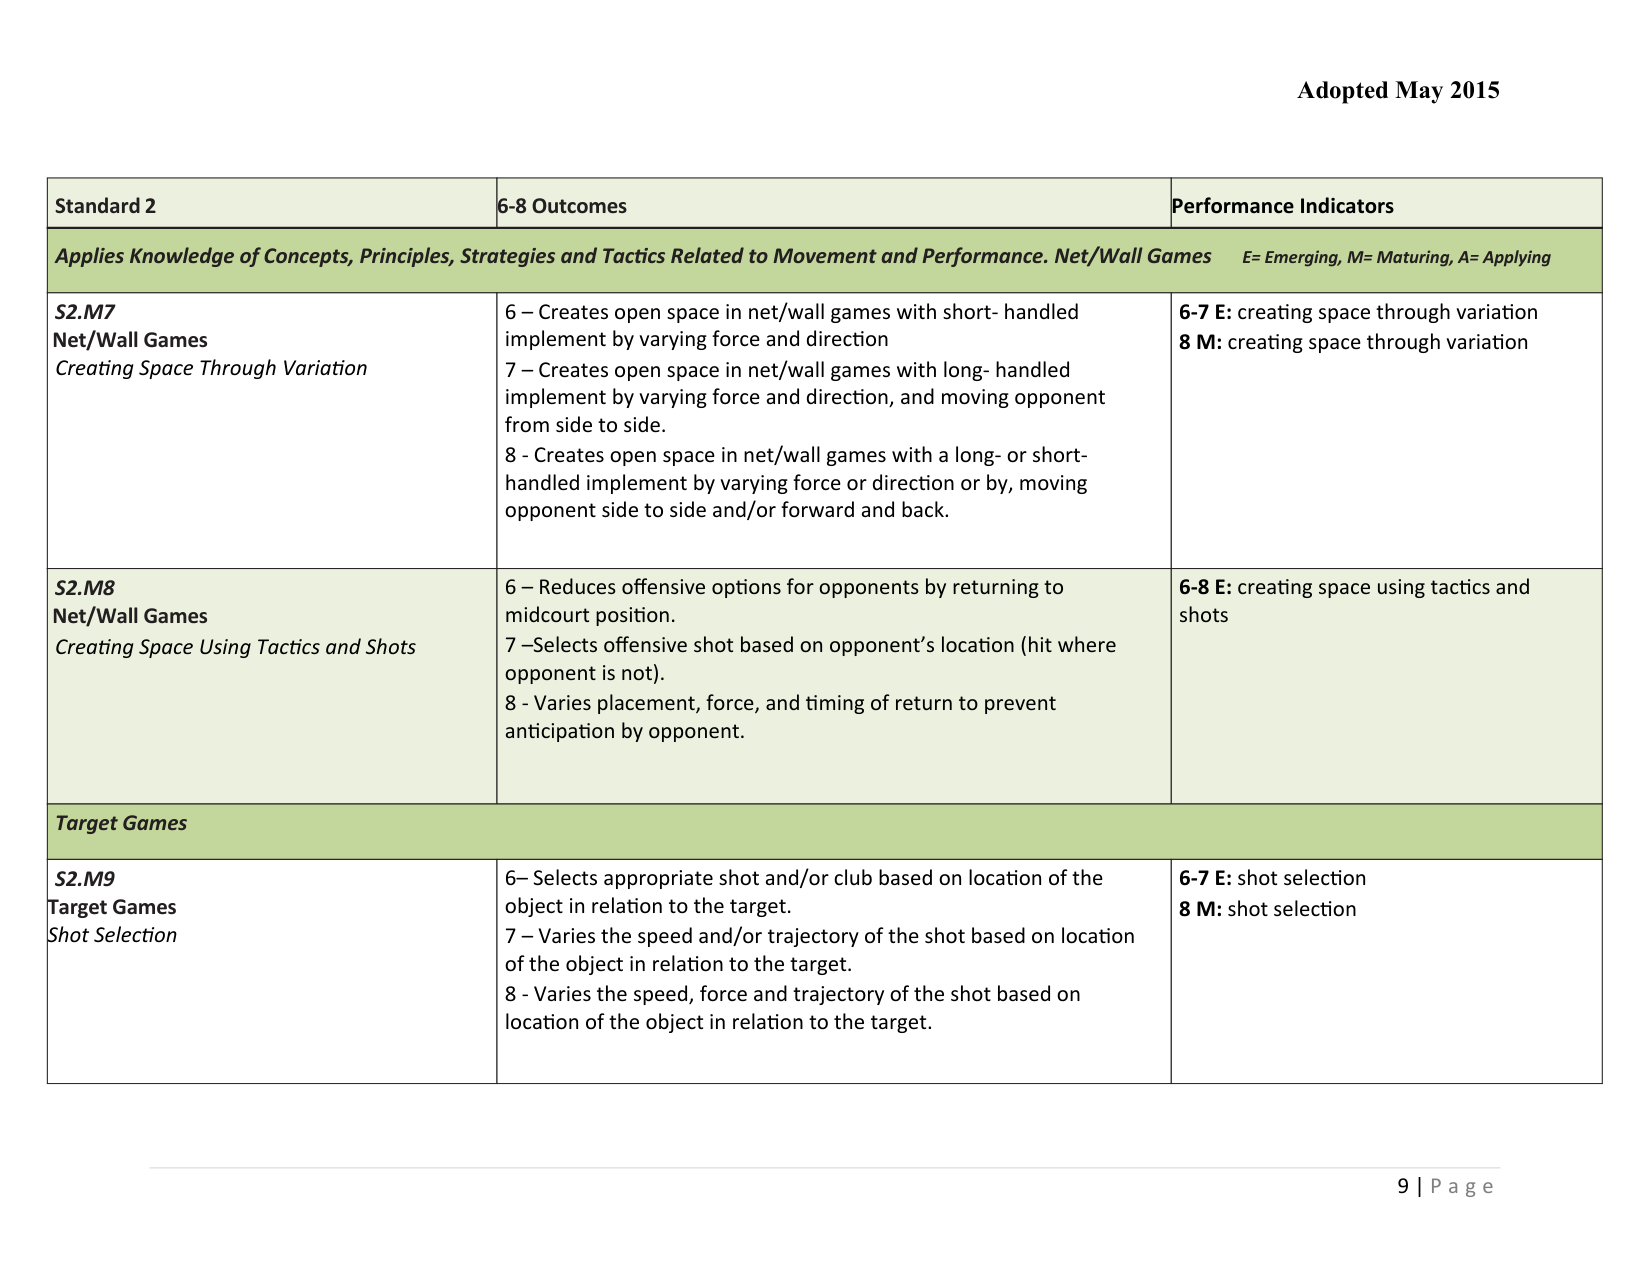 Adopted May 2015
Standard 2
6-8 Outcomes
Performance Indicators
Applies Knowledge of Concepts, Principles, Strategies and Tactics Related to Movement and Performance. Net/Wall Games E= Emerging, M= Maturing, A= Applying
S2.M7
Net/Wall Games
Creating Space Through Variation
6 – Creates open space in net/wall games with short- handled
implement by varying force and direction
7 – Creates open space in net/wall games with long- handled
implement by varying force and direction, and moving opponent
from side to side.
8 - Creates open space in net/wall games with a long- or short-
handled implement by varying force or direction or by, moving
opponent side to side and/or forward and back.
6-7 E: creating space through variation
8 M: creating space through variation
S2.M8
Net/Wall Games
Creating Space Using Tactics and Shots
6 – Reduces offensive options for opponents by returning to
midcourt position.
7 –Selects offensive shot based on opponent’s location (hit where
opponent is not).
8 - Varies placement, force, and timing of return to prevent
anticipation by opponent.
6-8 E: creating space using tactics and
shots
Target Games
S2.M9
Target Games
Shot Selection
6– Selects appropriate shot and/or club based on location of the
object in relation to the target.
7 – Varies the speed and/or trajectory of the shot based on location
of the object in relation to the target.
8 - Varies the speed, force and trajectory of the shot based on
location of the object in relation to the target.
6-7 E: shot selection
8 M: shot selection
9 | Page